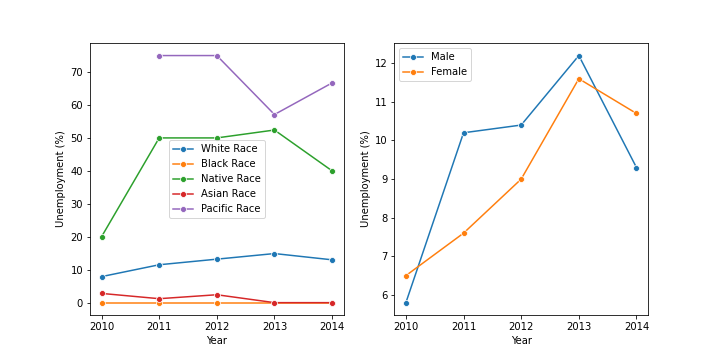 Unemployment (%)
70
60
50
40
30
20
10
0
White Race
Black Race
Native Race
Asian Race
Pacific Race
2010 2011 2012 2013 2014
Year
Unemployment (%)
12
11
10
9
8
7
6
Male
Female
2010 2011 2012 2013 2014
Year